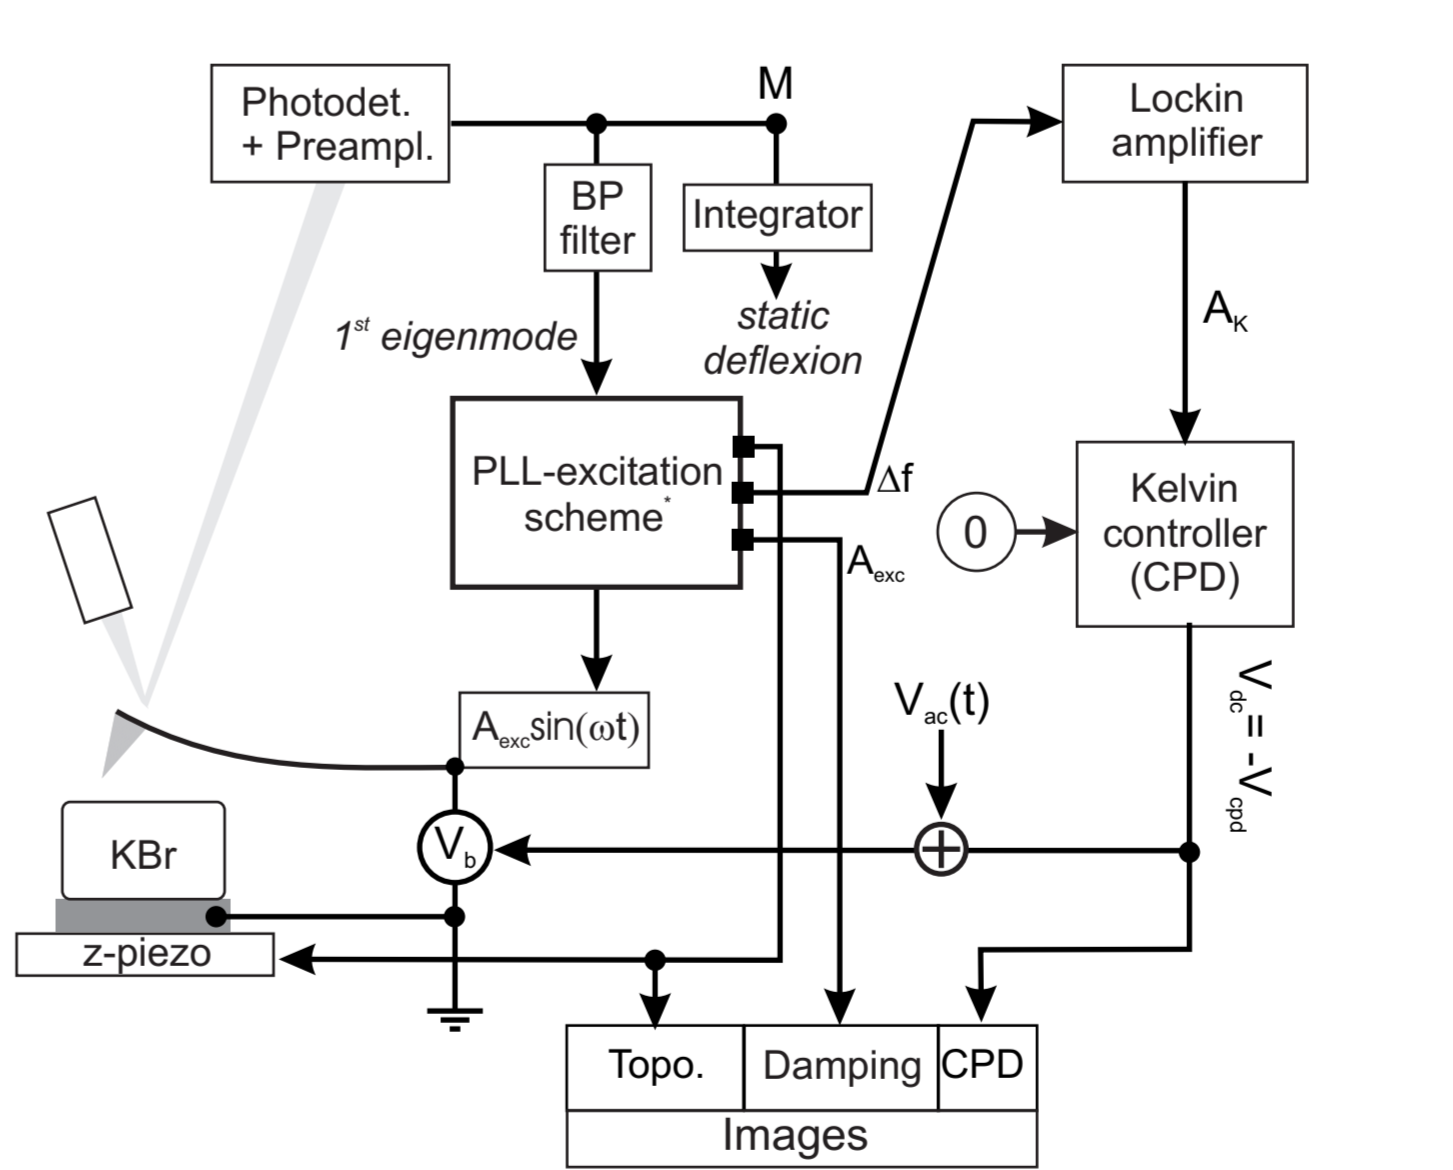 M
Photodet.
+ Preampl.
Lockin
amplifier
BP
filter
Integrator
1st eigenmode
static
deflexion
AK
PLL-excitation
scheme*
Δf
Aexc
0
Kelvin
controller
(CPD)
Aexcsin(ωt)
Vac(t)
Vdc = -Vcpd
Vb
KBr
z-piezo
Topo.
Damping
CPD
Images